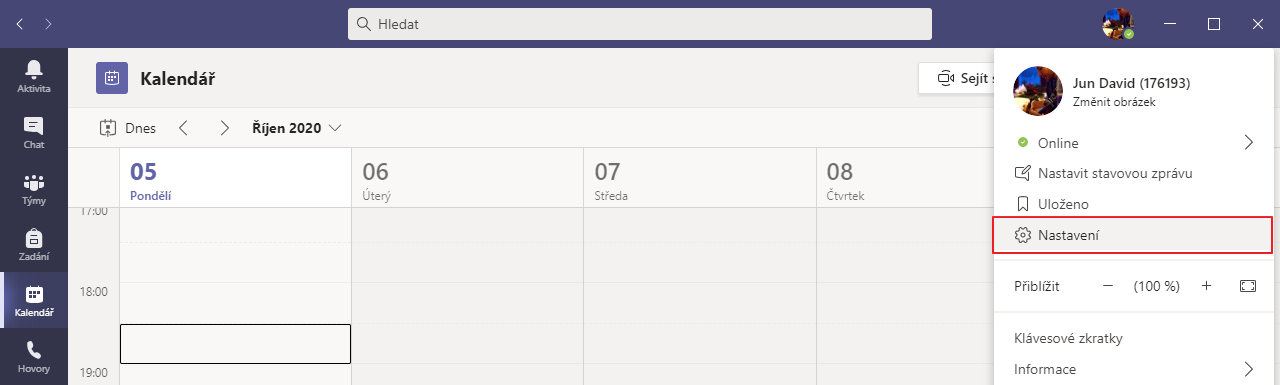 Hledat
Aktivita
Chat
Týmy
Zadání
Kalendář
Hovory
Kalendář
Sejít s
Dnes
Říjen 2020
05
Pondělí
06
Úterý
07
Středa
08
Čtvrtek
17:00
18:00
19:00
Jun David (176193)
Změnit obrázek
Online
Nastavit stavovou zprávu
Uloženo
Nastavení
Přiblížit
(100 %)
Klávesové zkratky
Informace